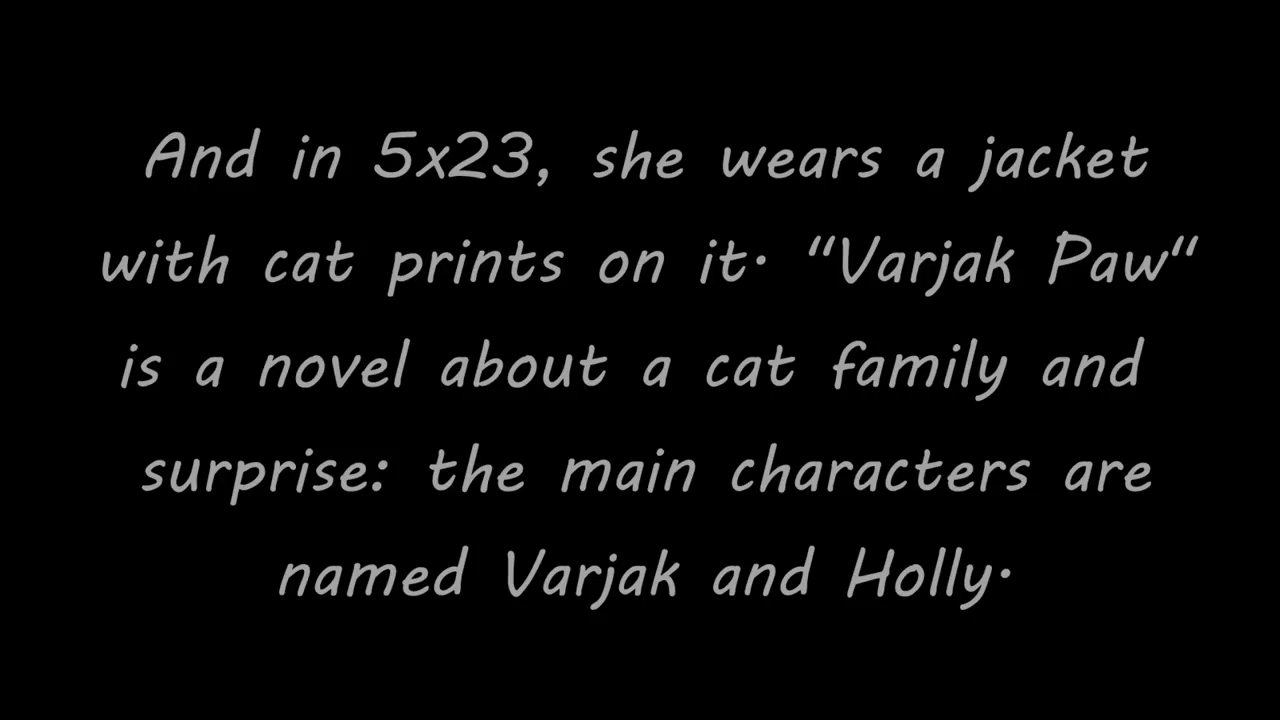 And in 5x23, she wears a jacket
with cat prints on it. “Varjak Paw“
is a novel about a cat family and
surprise: the main characters are
named Varjak and Holly.